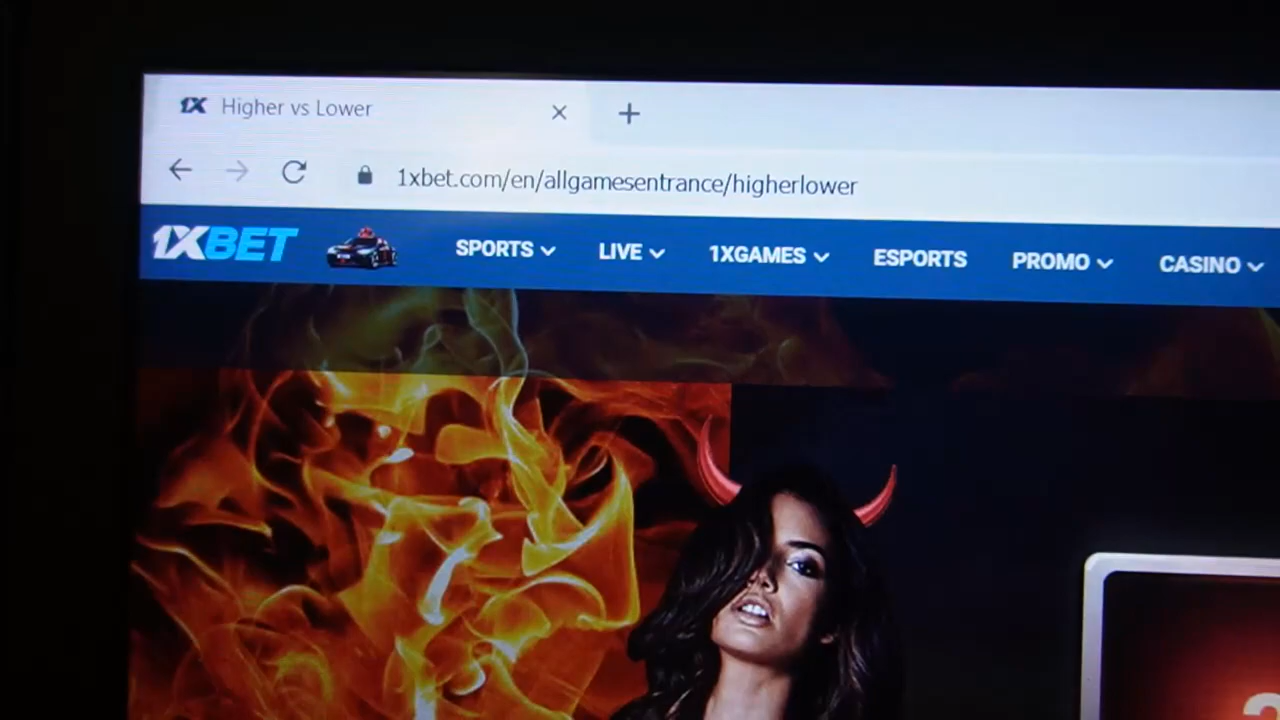 1X Higher vs Lower
1xbet.com/en/allgamesentrance/higherlower
1XBET SPORTS LIVE 1XGAMES ESPORTS PROMO CASINO